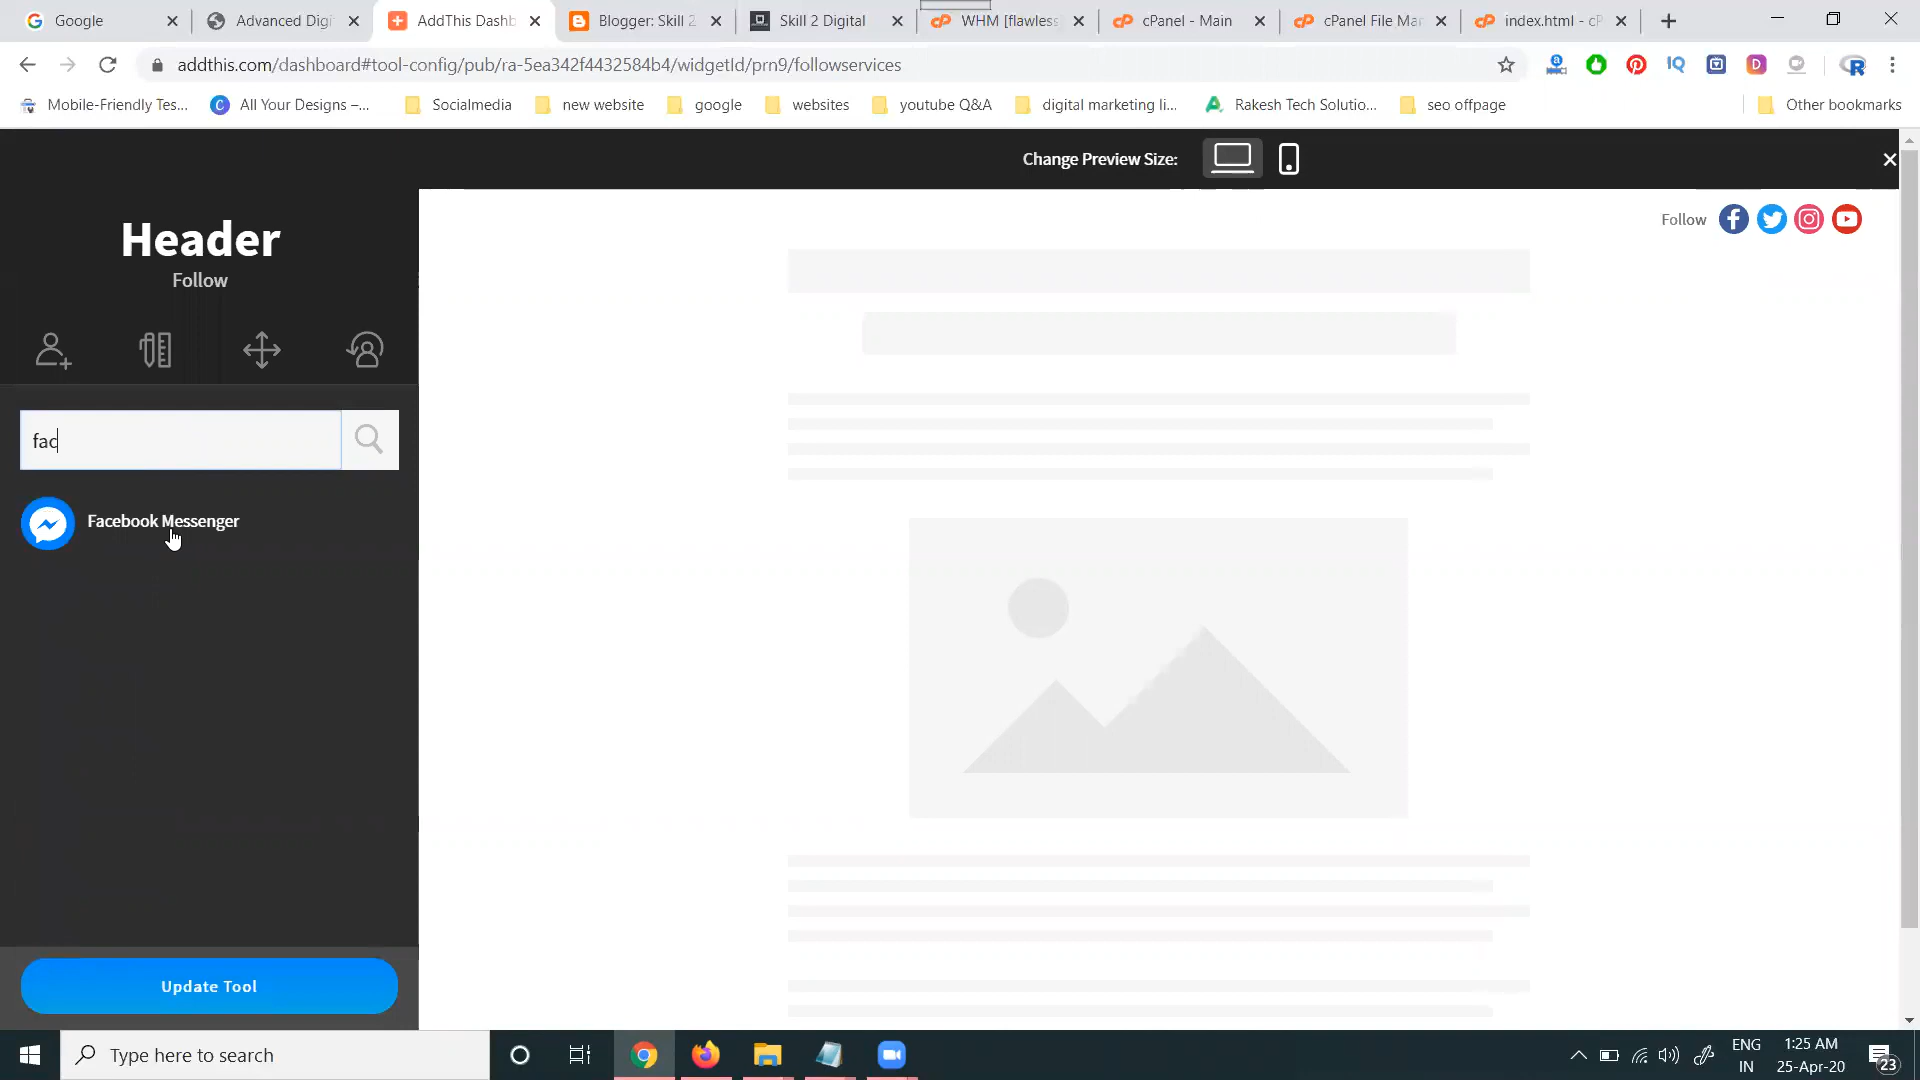 Google
Advanced Digi
AddThis Dashb
Blogger: Skill 2
Skill 2 Digital
WHM [flawless
cPanel - Main
cPanel File Mar
index.html - cP
addthis.com/dashboard#tool-config/pub/ra-5ea342f4432584b4/widgetId/prn9/followservices
Mobile-Friendly Tes...
All Your Designs –...
Socialmedia
new website
google
websites
youtube Q&A
digital marketing li...
Rakesh Tech Solutio...
seo offpage
Other bookmarks
Change Preview Size:
Header
Follow
Follow
fac
Facebook Messenger
Update Tool
Type here to search
ENG
IN
1:25 AM
25-Apr-20
23